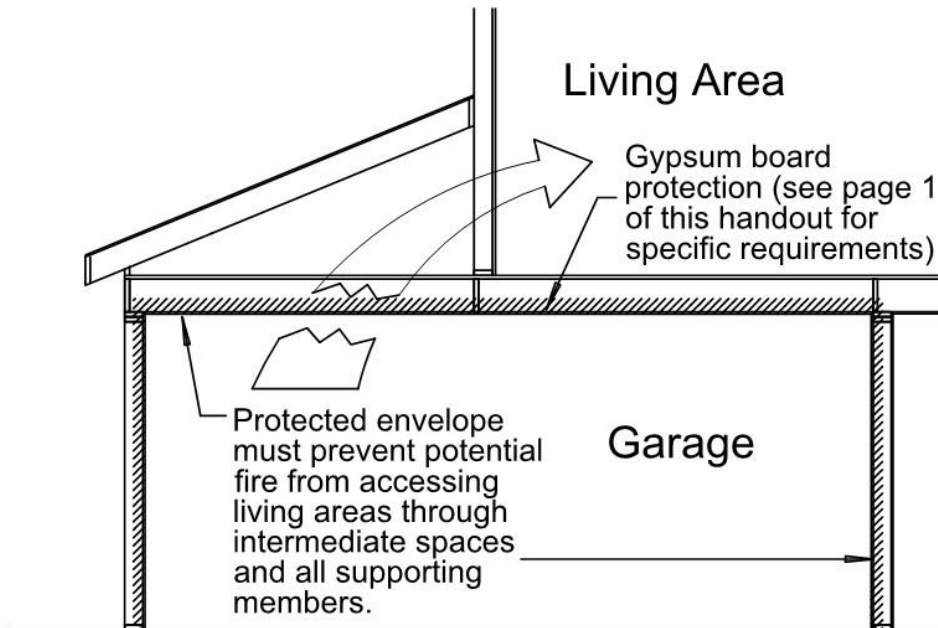 Living Area
Gypsum board
protection (see page 1
of this handout for
specific requirements)
Protected envelope
must prevent potential
fire from accessing
living areas through
intermediate spaces
and all supporting
members.
Garage